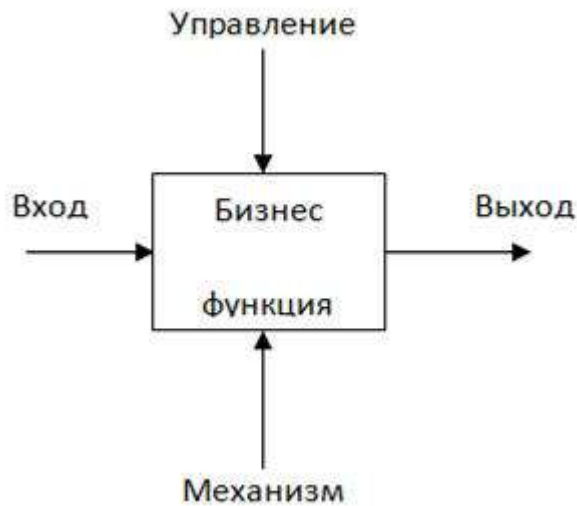 Управление
Вход
Бизнес
Выход
функция
Механизм